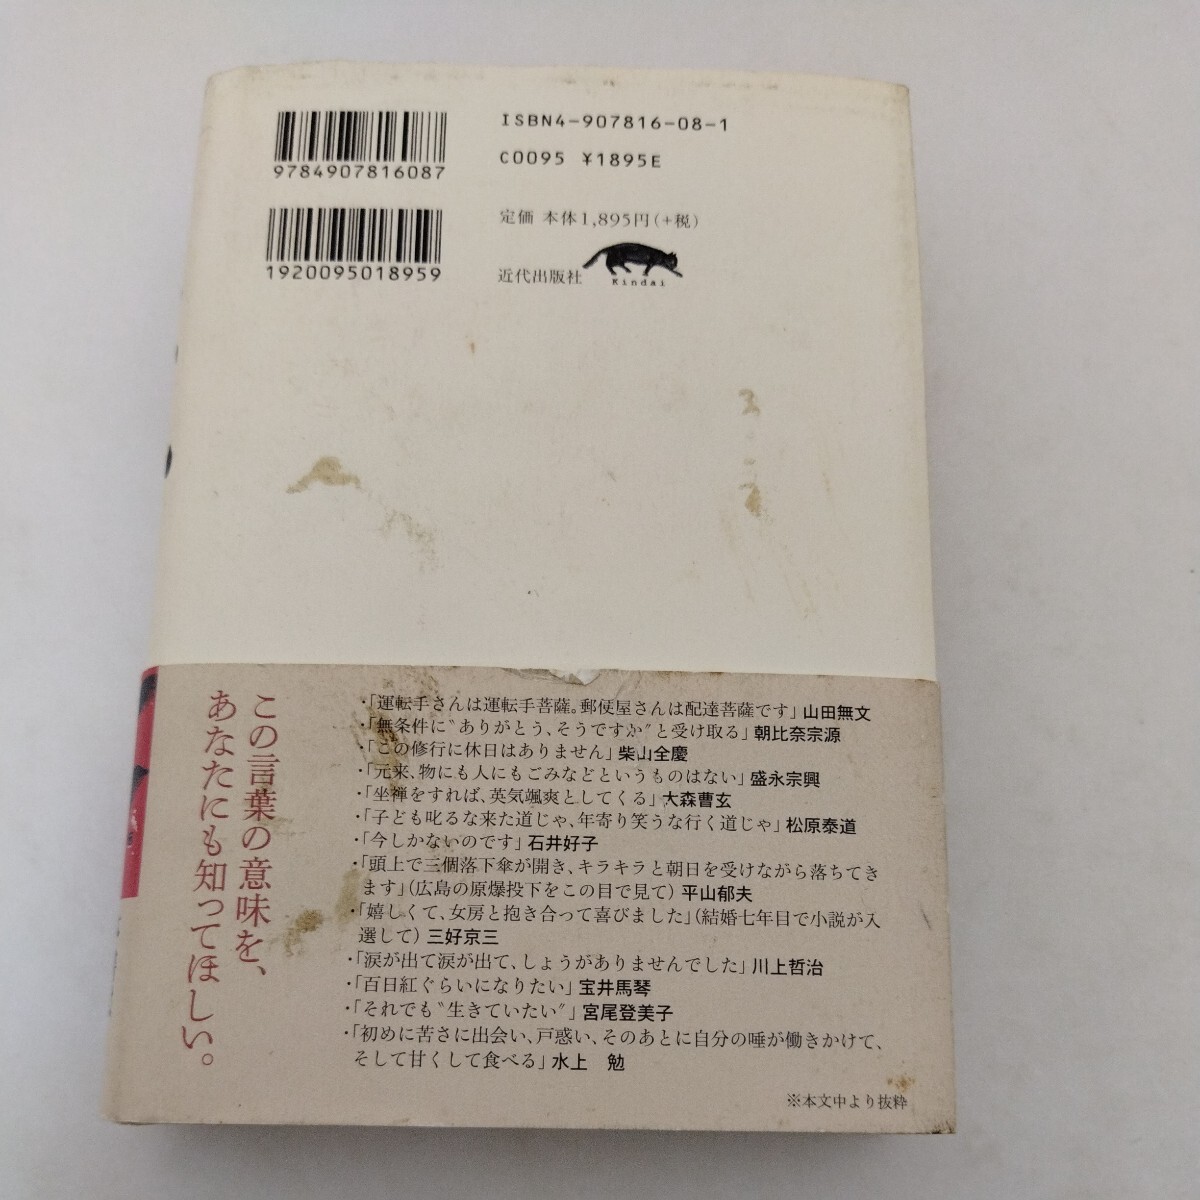 9784907816087
ISBN4-907816-08-1
C0095 ¥1895E
1920095018959
定価 本体1,895円(+税)
近代出版社
Kindai
この言葉の意味を、
あなたにも知ってほしい。
・「運転手さんは運転手菩薩。郵便屋さんは配達菩薩です」山田無文
・「無条件に〝ありがとう、そうですか〟と受け取る」朝比奈宗源
・「この修行に休日はありません」柴山全慶
・「元来、物にも人にもごみなどというものはない」盛永宗興
・「坐禅をすれば、英気颯爽としてくる」大森曹玄
・「子ども叱るな来た道じゃ、年寄り笑うな行く道じゃ」松原泰道
・「今しかないのです」石井好子
・「頭上で三個落下傘が開き、キラキラと朝日を受けながら落ちてき
ます」(広島の原爆投下をこの目で見て)平山郁夫
・「嬉しくて、女房と抱き合って喜びました」(結婚七年目で小説が入
選して)三好京三
・「涙が出て涙が出て、しょうがありませんでした」川上哲治
・「百日紅ぐらいになりたい」宝井馬琴
・「それでも〝生きていたい〟」宮尾登美子
・「初めに苦さに出会い、戸惑い、そのあとに自分の唾が働きかけて、
そして甘くして食べる」水上　勉
※本文中より抜粋